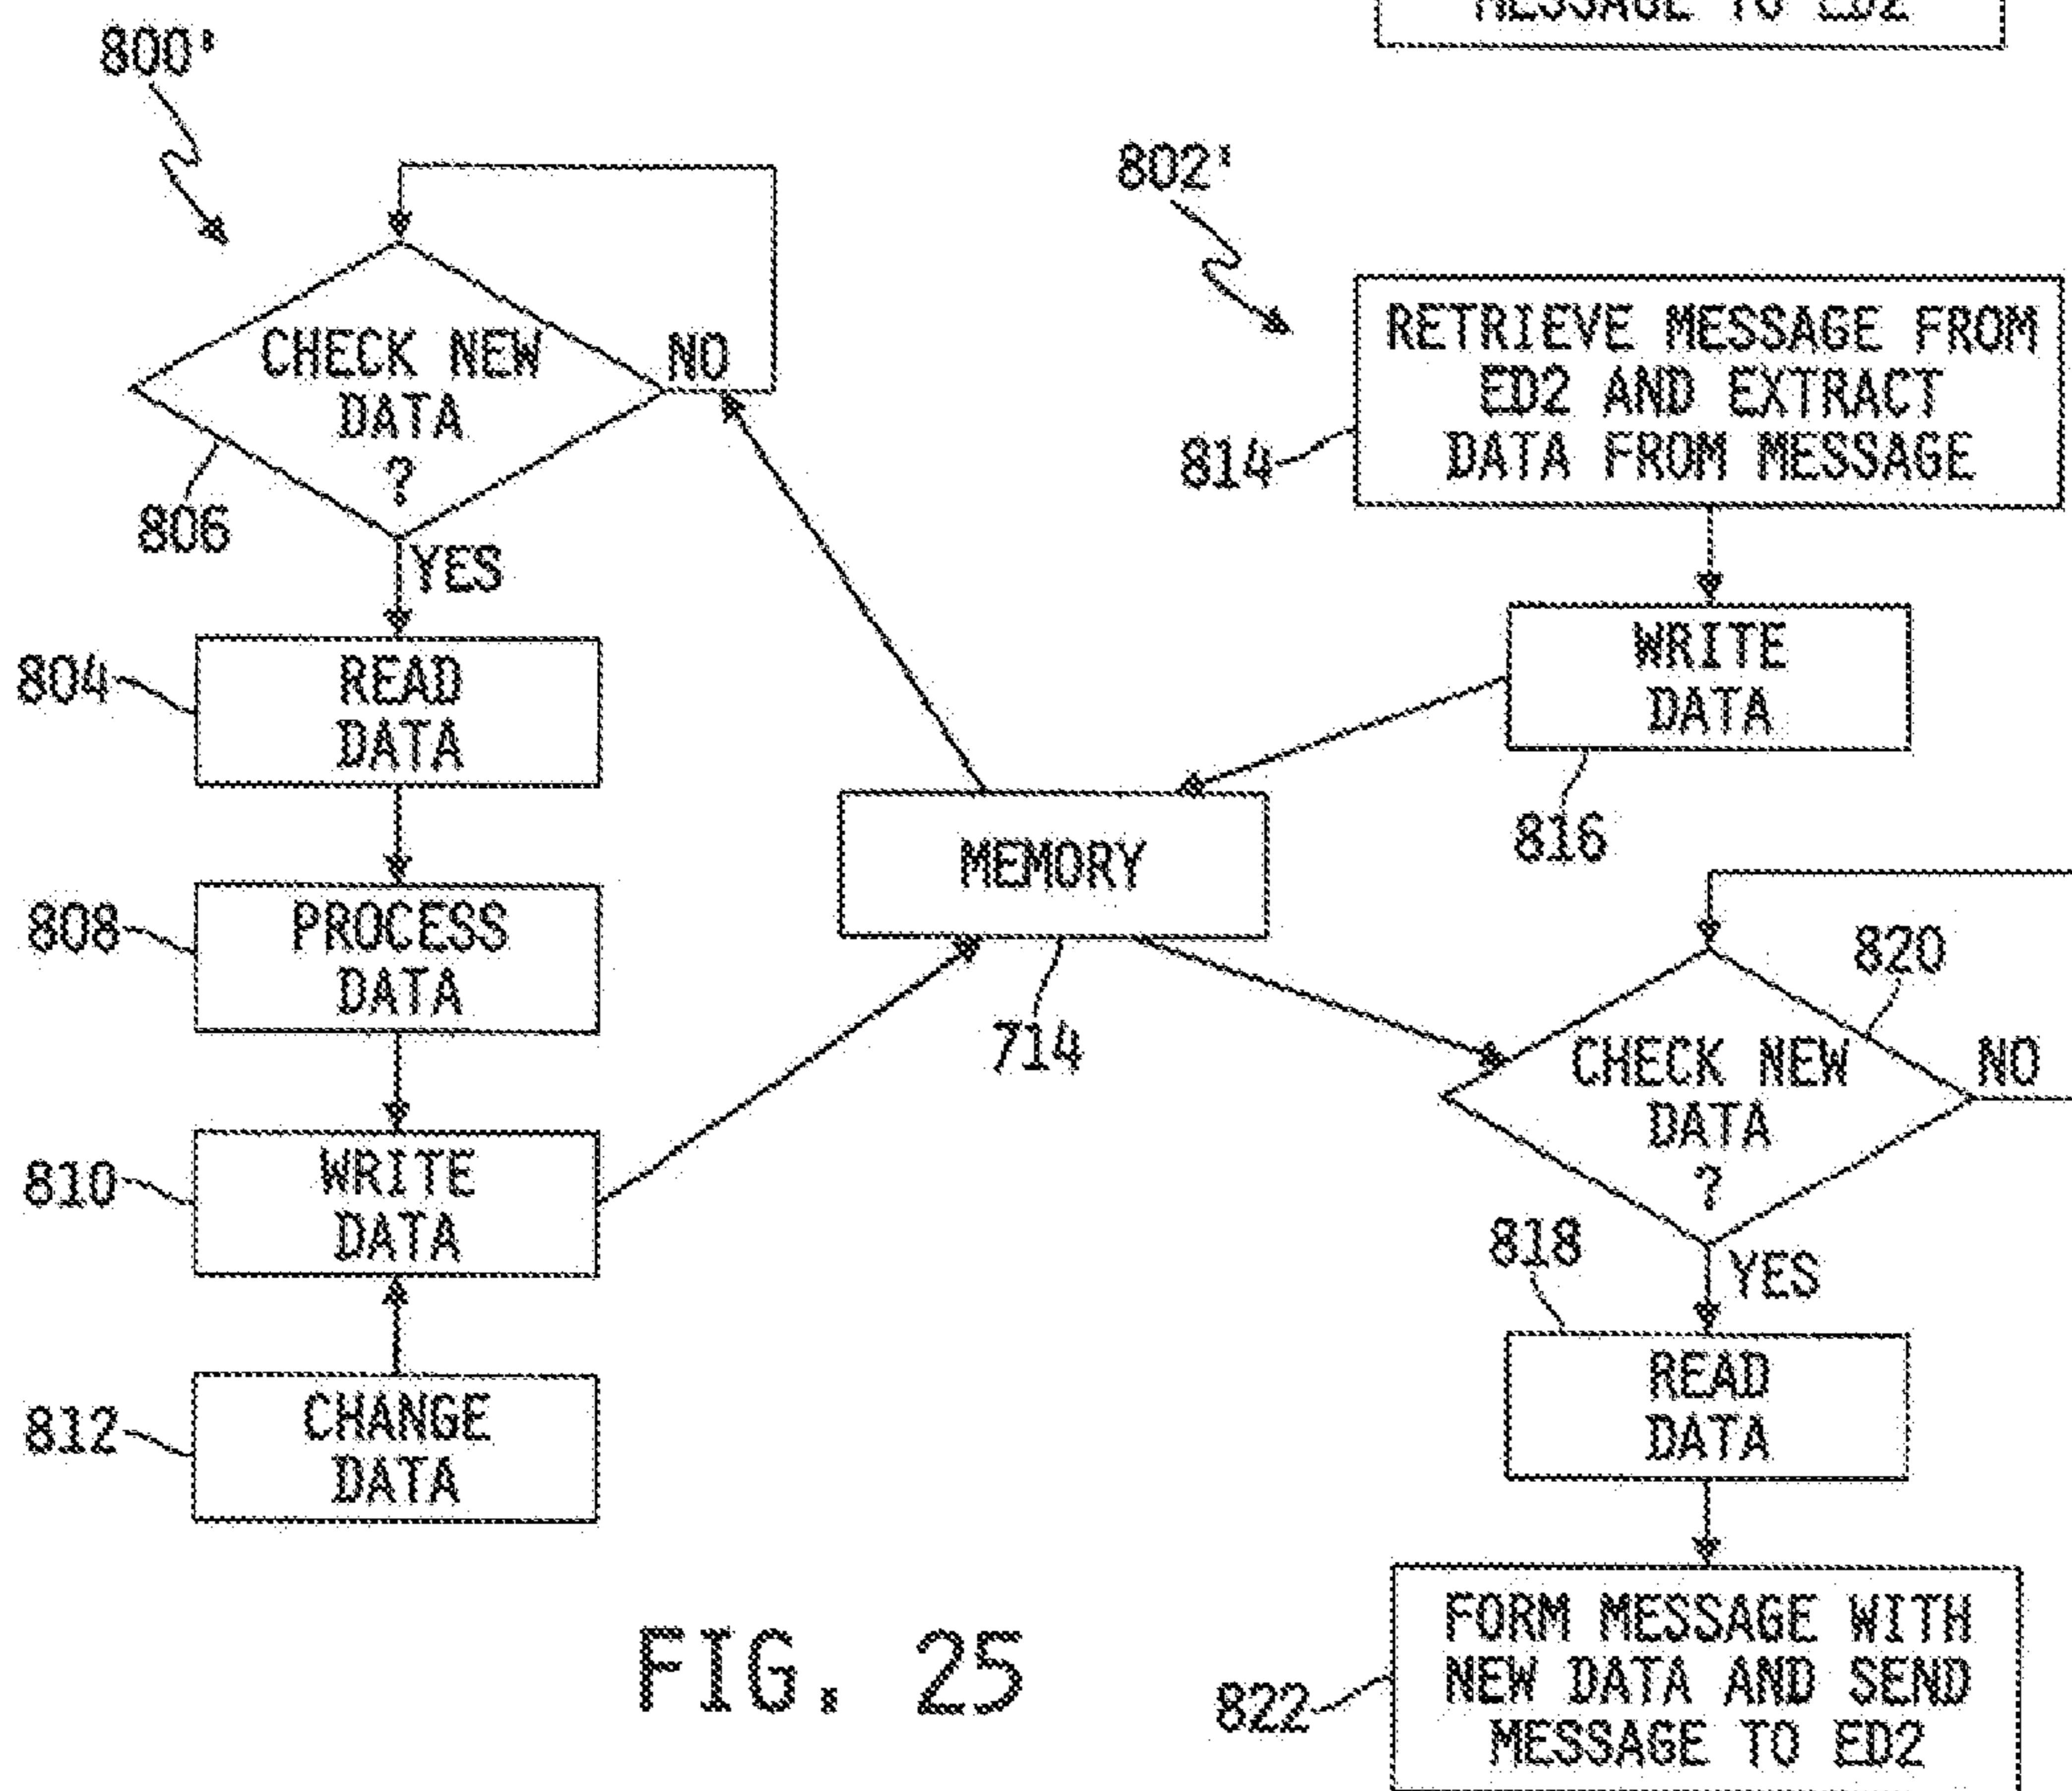 MESSAGE TO ED2
800'
802'
CHECK NEW
DATA
?
NO
806
YES
804
READ
DATA
808
PROCESS
DATA
810
WRITE
DATA
812
CHANGE
DATA
MEMORY
714
RETRIEVE MESSAGE FROM
ED2 AND EXTRACT
DATA FROM MESSAGE
814
WRITE
DATA
816
820
CHECK NEW
DATA
?
NO
818
YES
READ
DATA
822
FORM MESSAGE WITH
NEW DATA AND SEND
MESSAGE TO ED2
FIG. 25